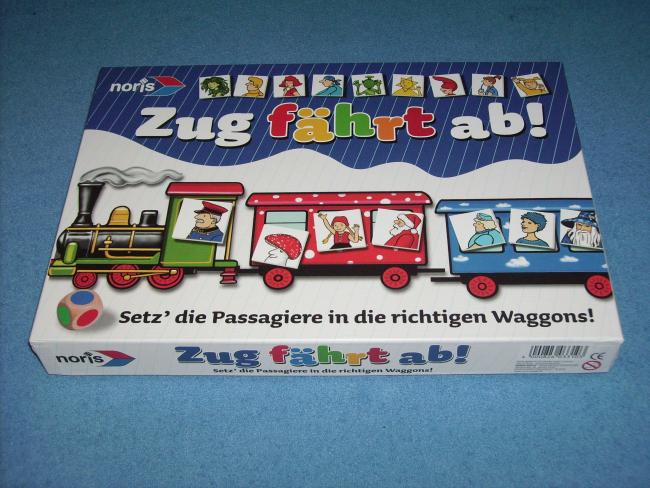 noris
Zug fährt ab!
Setz' die Passagiere in die richtigen Waggons!
noris
Zug fährt ab!
Setz' die Passagiere in die richtigen Waggons!
CE